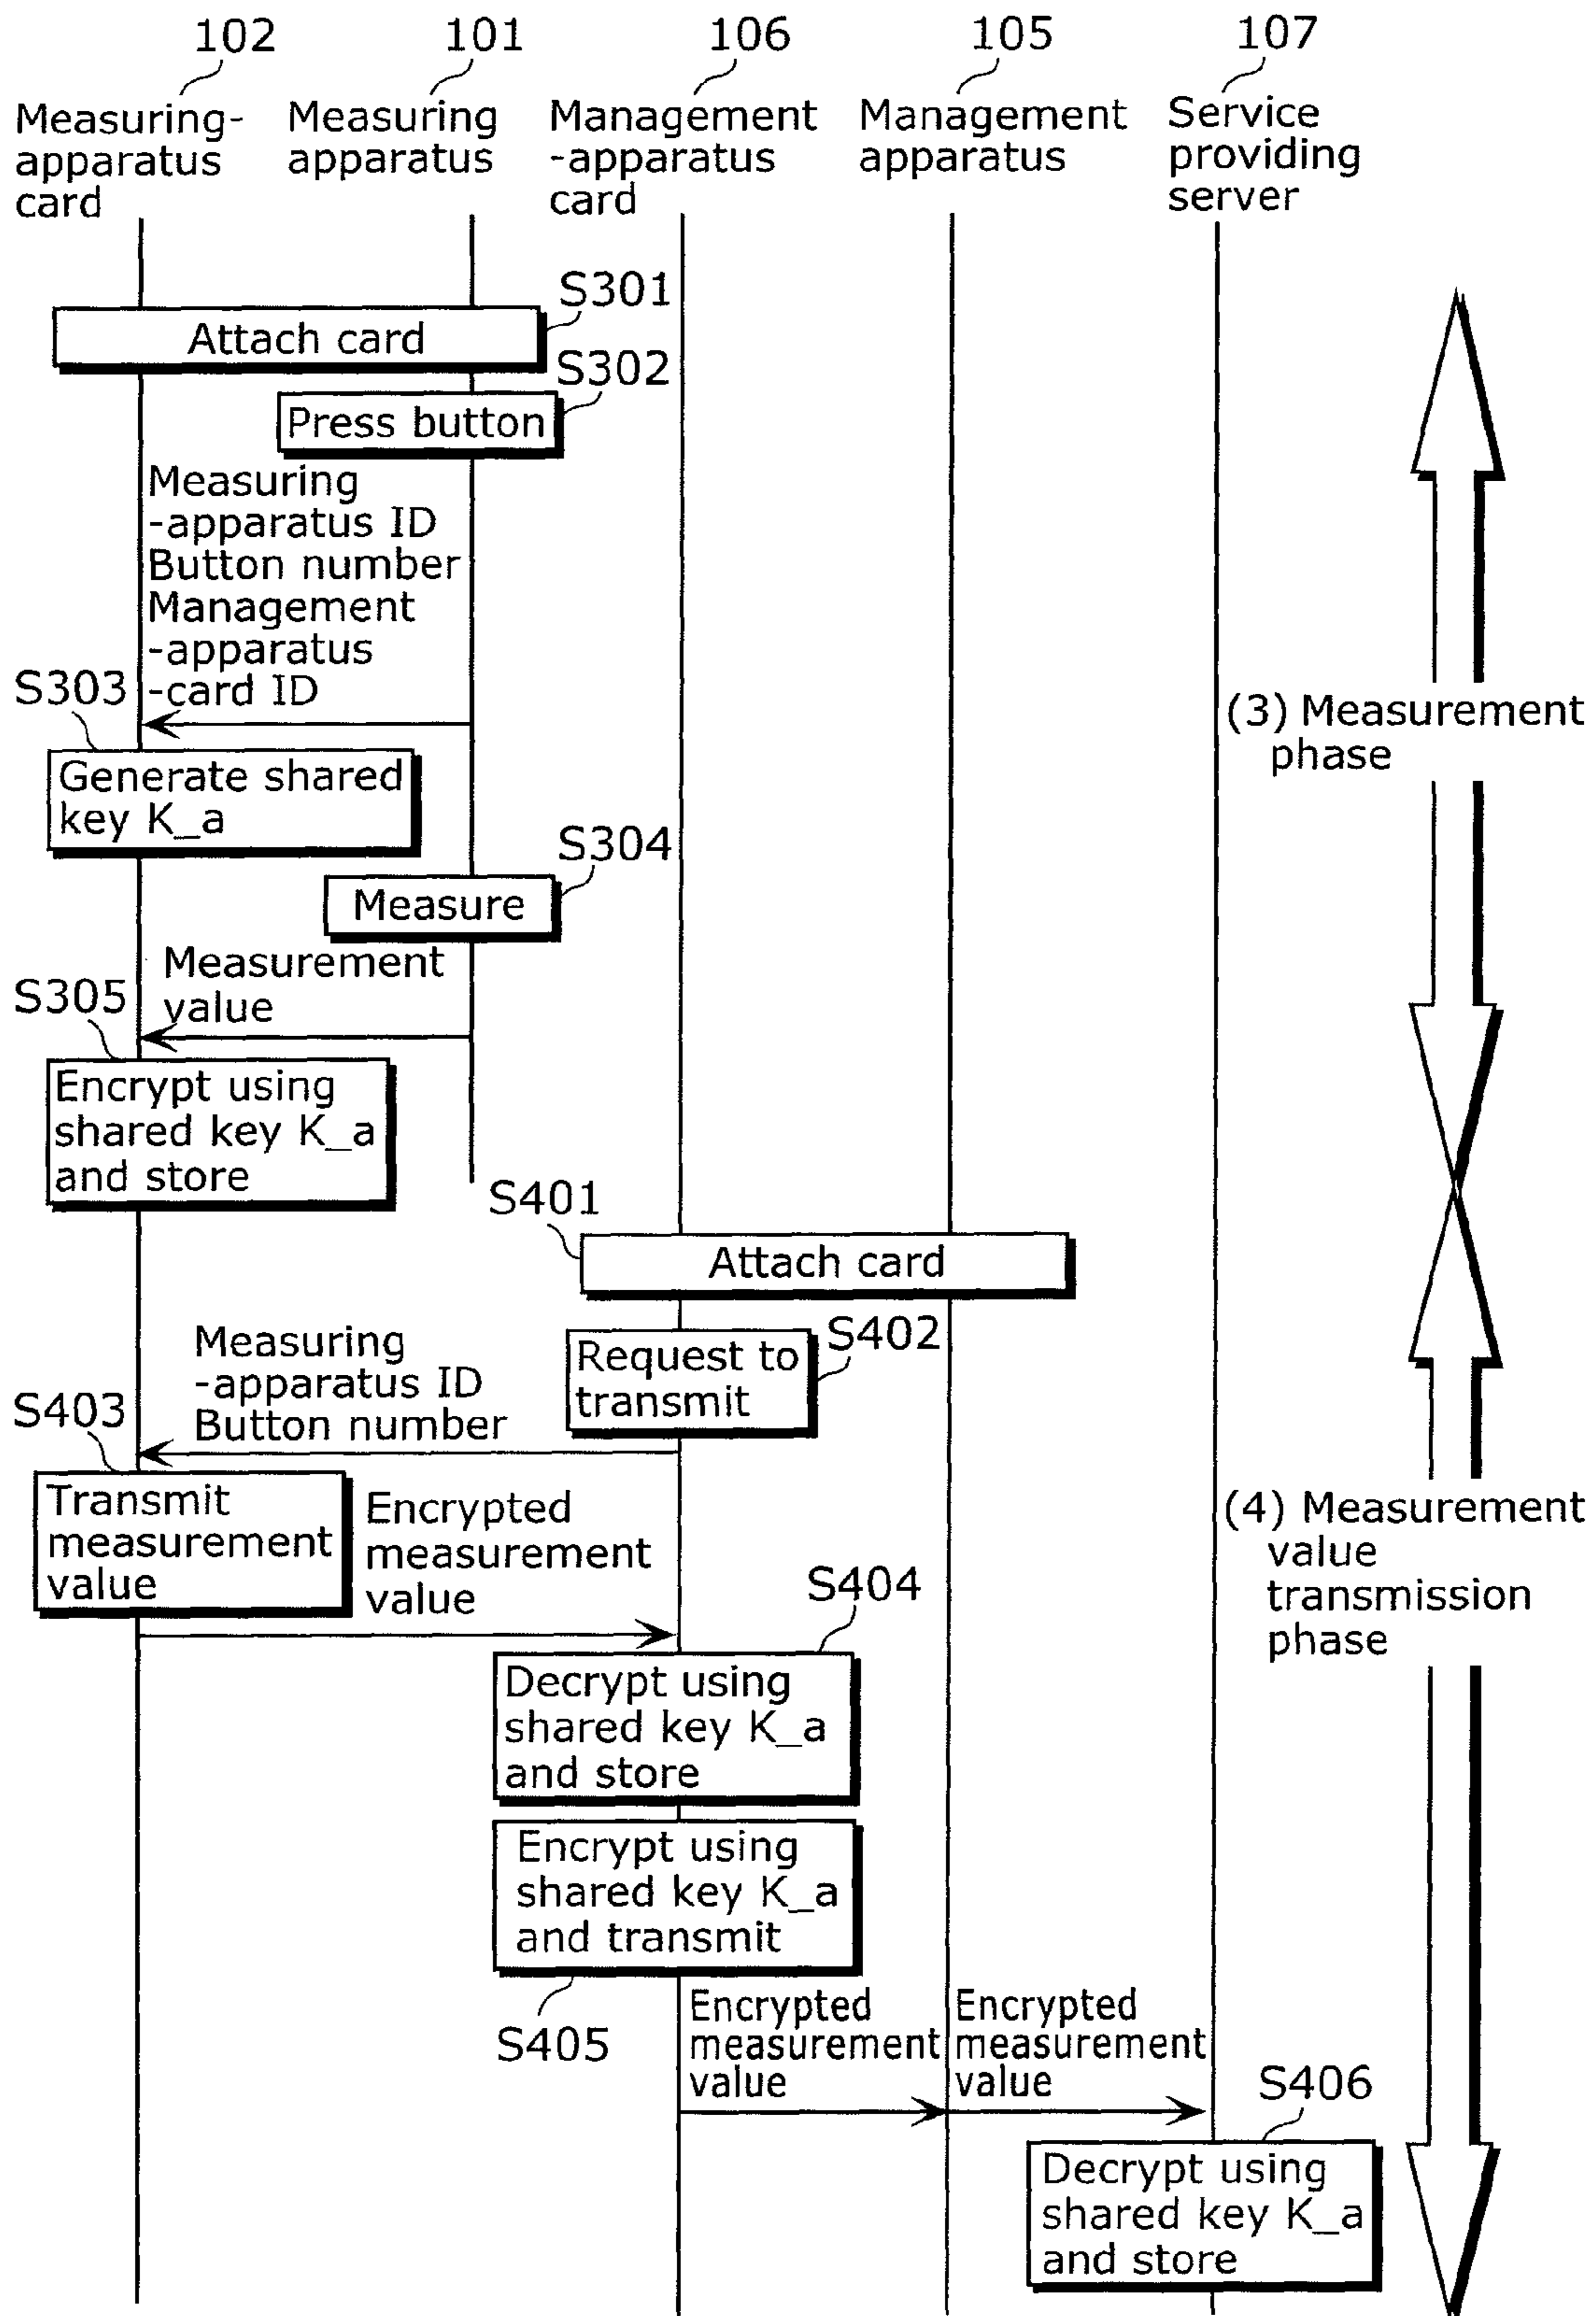 102
101
106
105
107
Measuring-
apparatus
card
Measuring
apparatus
Management
-apparatus
card
Management
apparatus
Service
providing
server
S301
Attach card
S302
Press button
Measuring
-apparatus ID
Button number
Management
-apparatus
-card ID
S303
(3) Measurement
phase
Generate shared
key K_a
S304
Measure
Measurement
value
S305
Encrypt using
shared key K_a
and store
S401
Attach card
S402
Request to
transmit
Measuring
-apparatus ID
Button number
S403
Transmit
measurement
value
Encrypted
measurement
value
(4) Measurement
value
transmission
phase
S404
Decrypt using
shared key K_a
and store
Encrypt using
shared key K_a
and transmit
S405
Encrypted
measurement
value
Encrypted
measurement
value
S406
Decrypt using
shared key K_a
and store